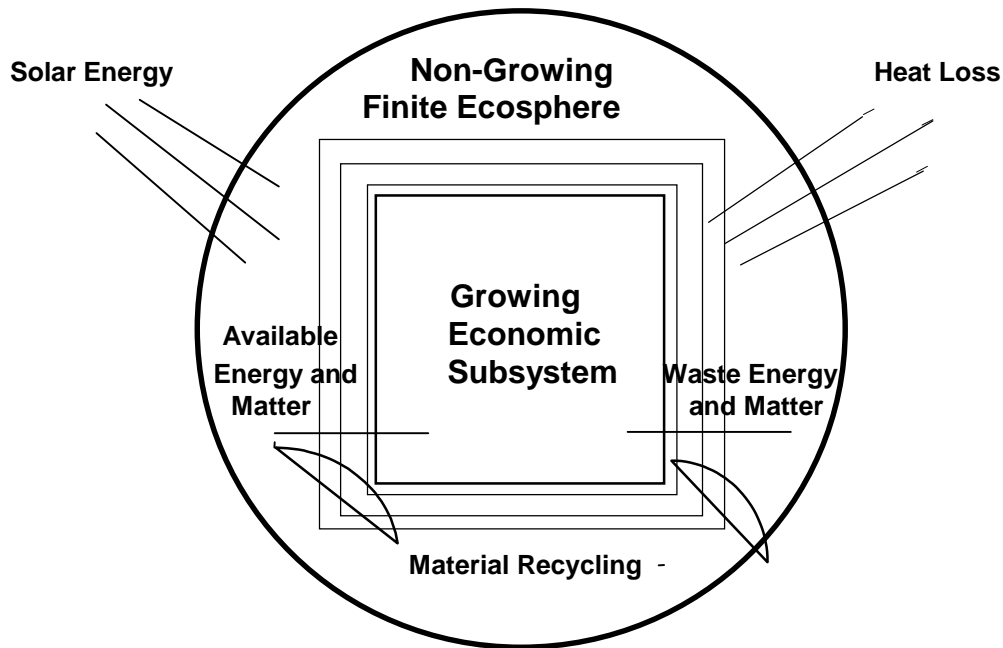 Solar Energy
Non-Growing
Finite Ecosphere
Heat Loss
Growing
Economic
Subsystem
Available
Energy and
Matter
Waste Energy
and Matter
Material Recycling